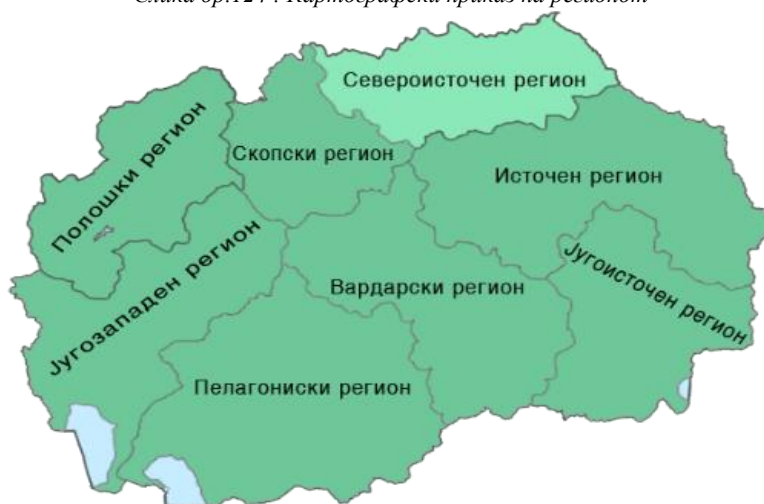 Слика бр.124 : Картографски приказ на регионот
Североисточен регион
Полошки регион
Скопски регион
Источен регион
Југоисточен регион
Југозападен регион
Вардарски регион
Пелагониски регион